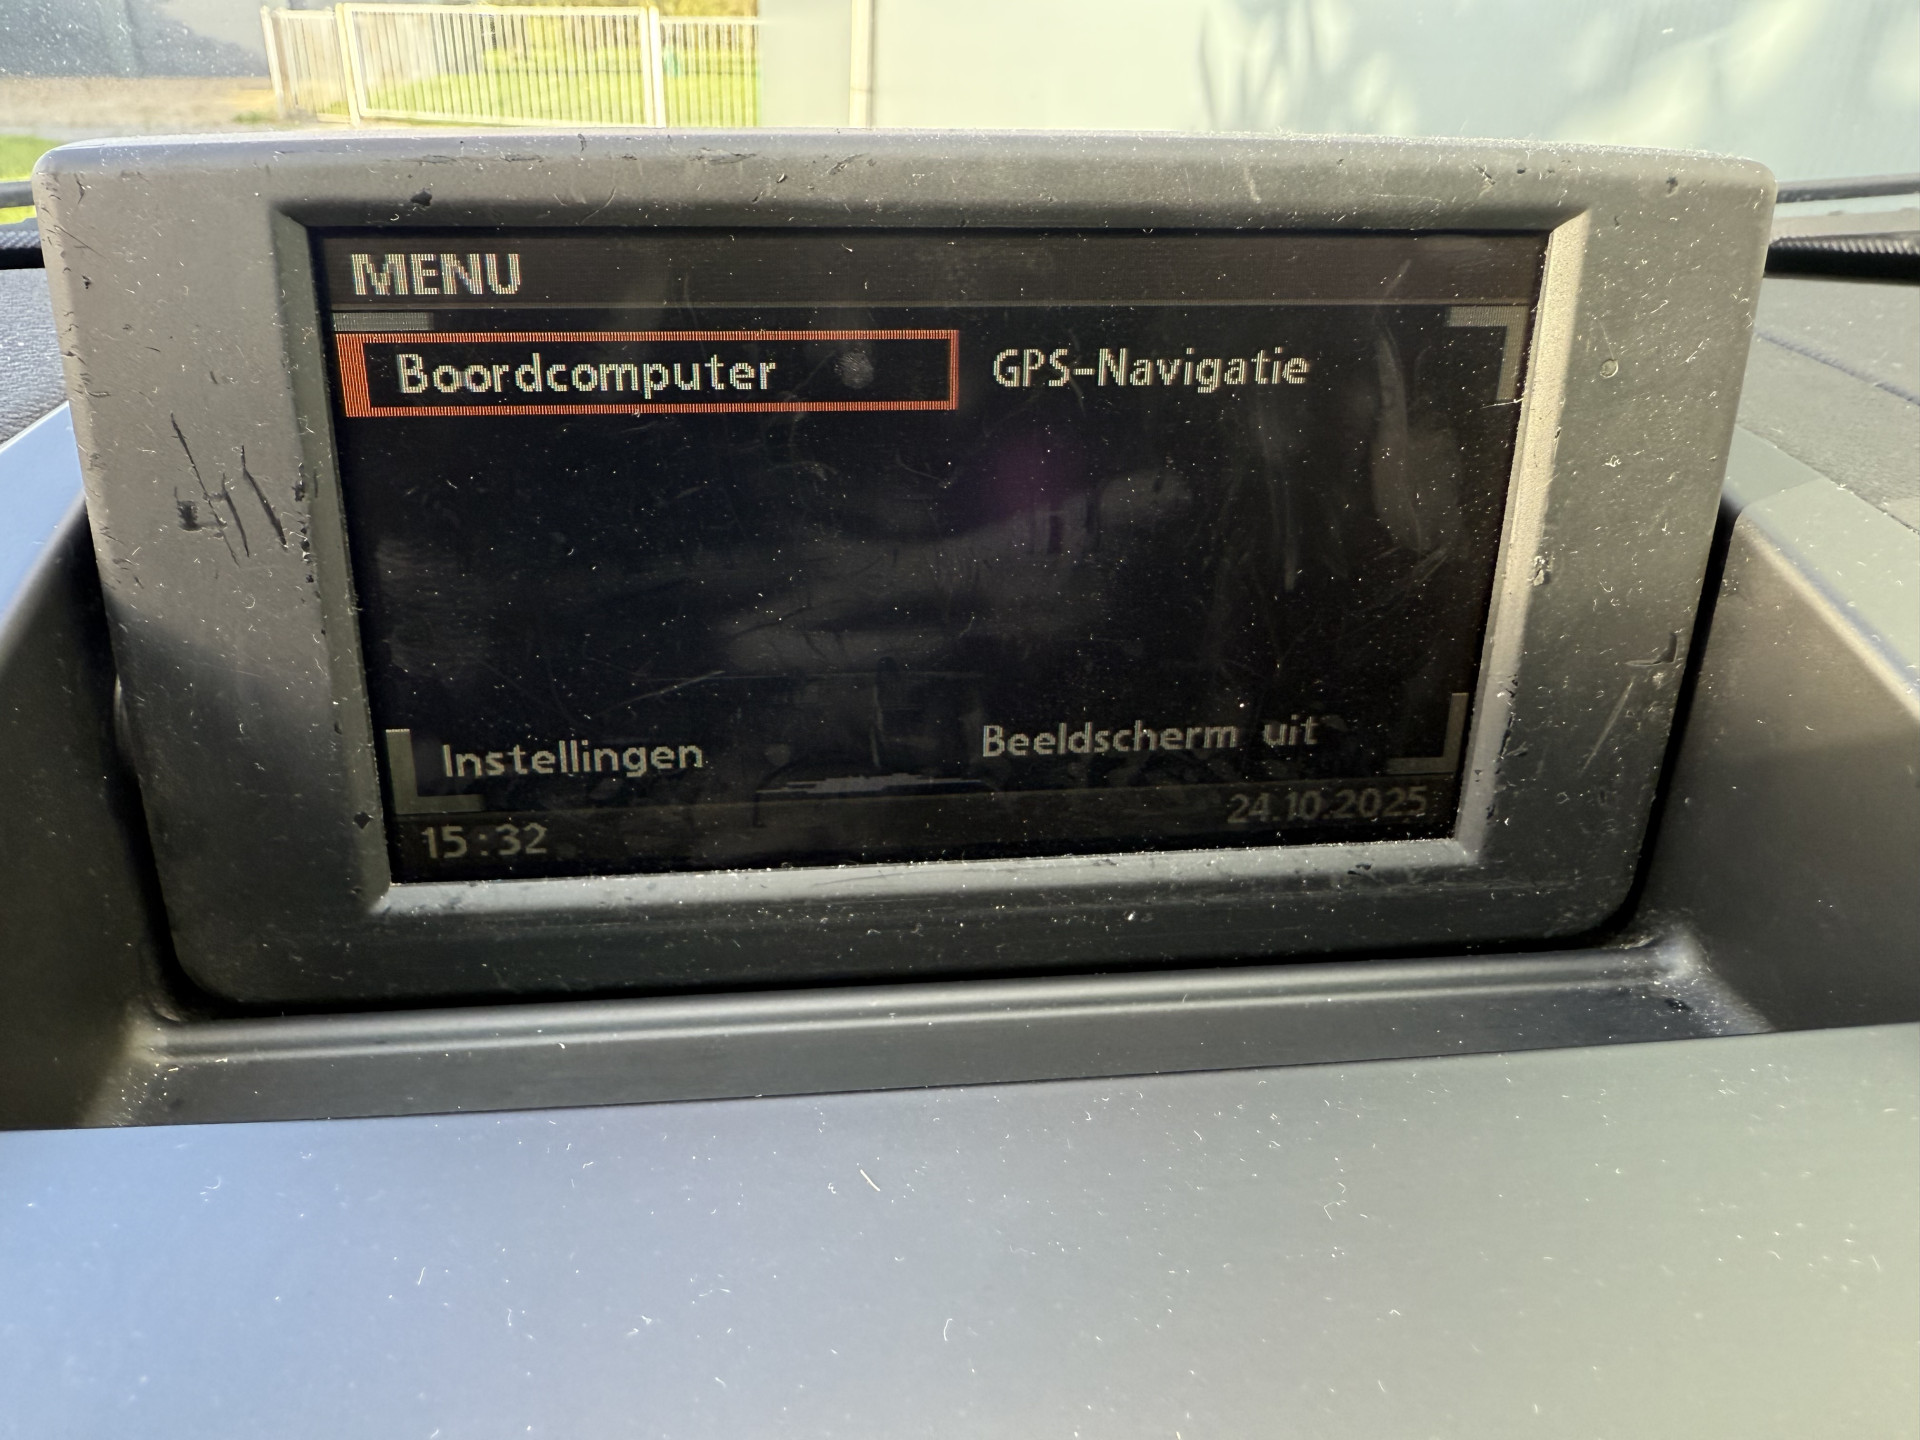 MENU
Boordcomputer GPS-Navigatie
Instellingen Beeldscherm uit
15:32 24.10.2025